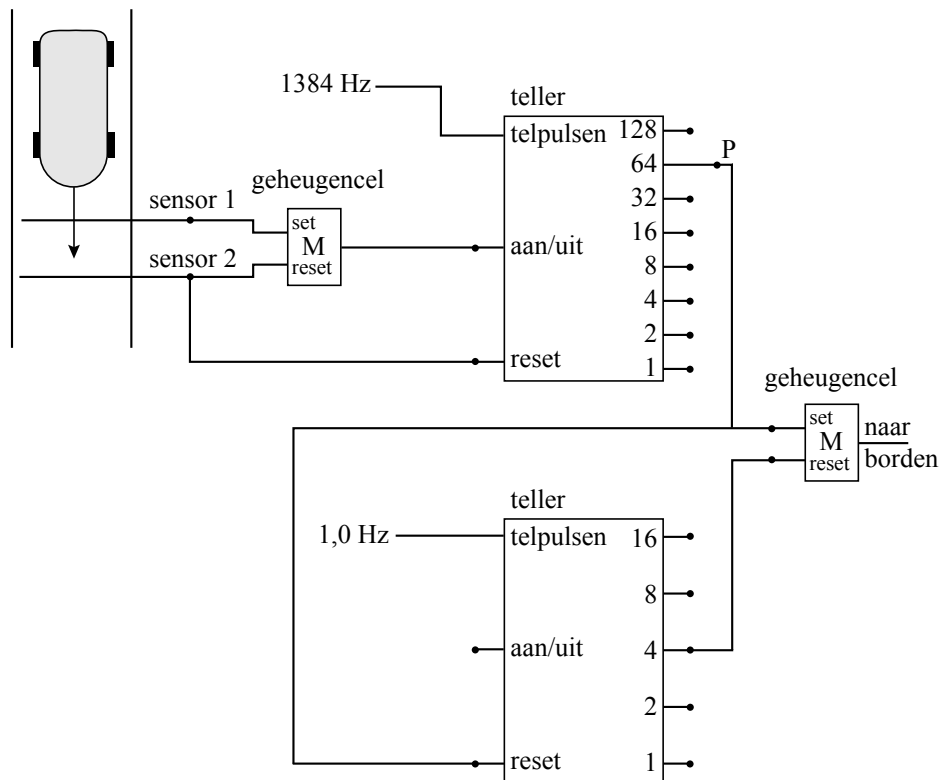 1384 Hz
teller
telpulsen
128
64
P
32
16
8
4
2
1
aan/uit
reset
sensor 1
sensor 2
geheugencel
set
M
reset
geheugencel
set
M
reset
naar
borden
teller
1,0 Hz
telpulsen
16
8
aan/uit
4
2
reset
1